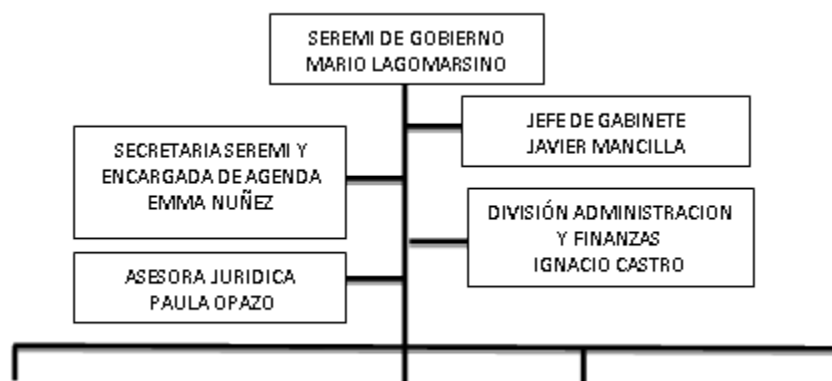 SEREMI DE GOBIERNO
MARIO LAGOMARSINO
JEFE DE GABINETE
JAVIER MANCILLA
SECRETARIA SEREMI Y
ENCARGADA DE AGENDA
EMMA NUÑEZ
DIVISIÓN ADMINISTRACION
Y FINANZAS
IGNACIO CASTRO
ASESORA JURIDICA
PAULA OPAZO